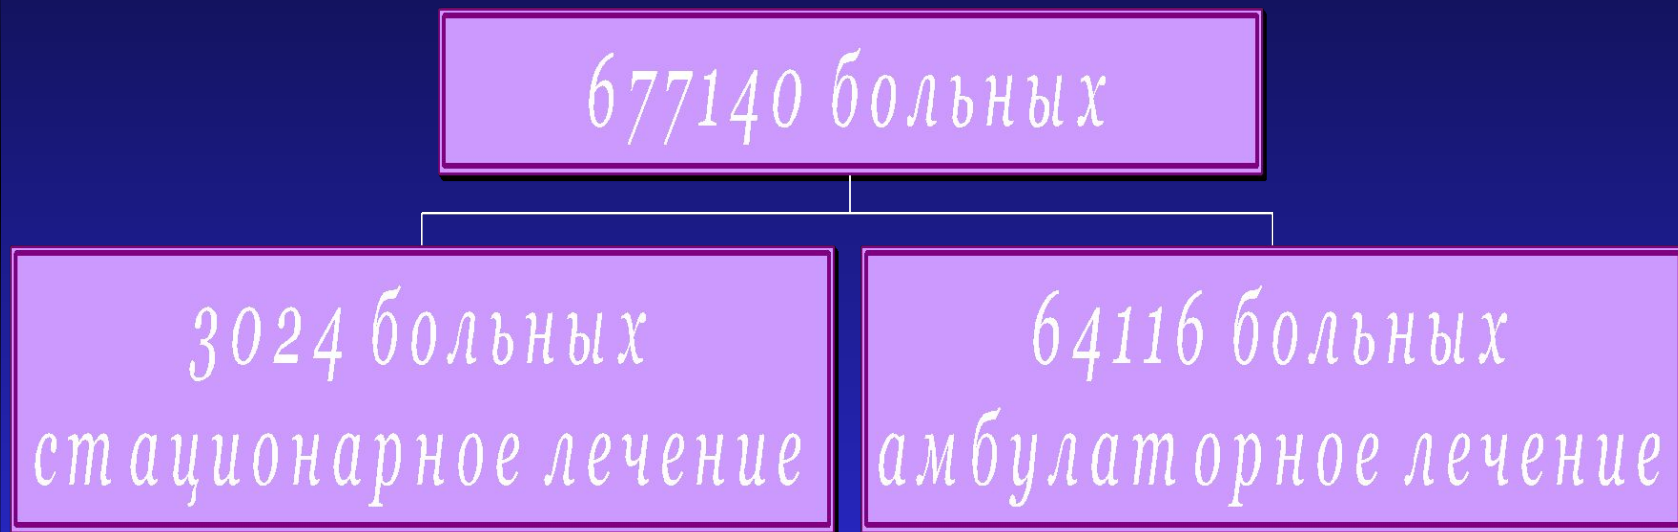 677140 больных
3024 больных
стационарное лечение
64116 больных
амбулаторное лечение